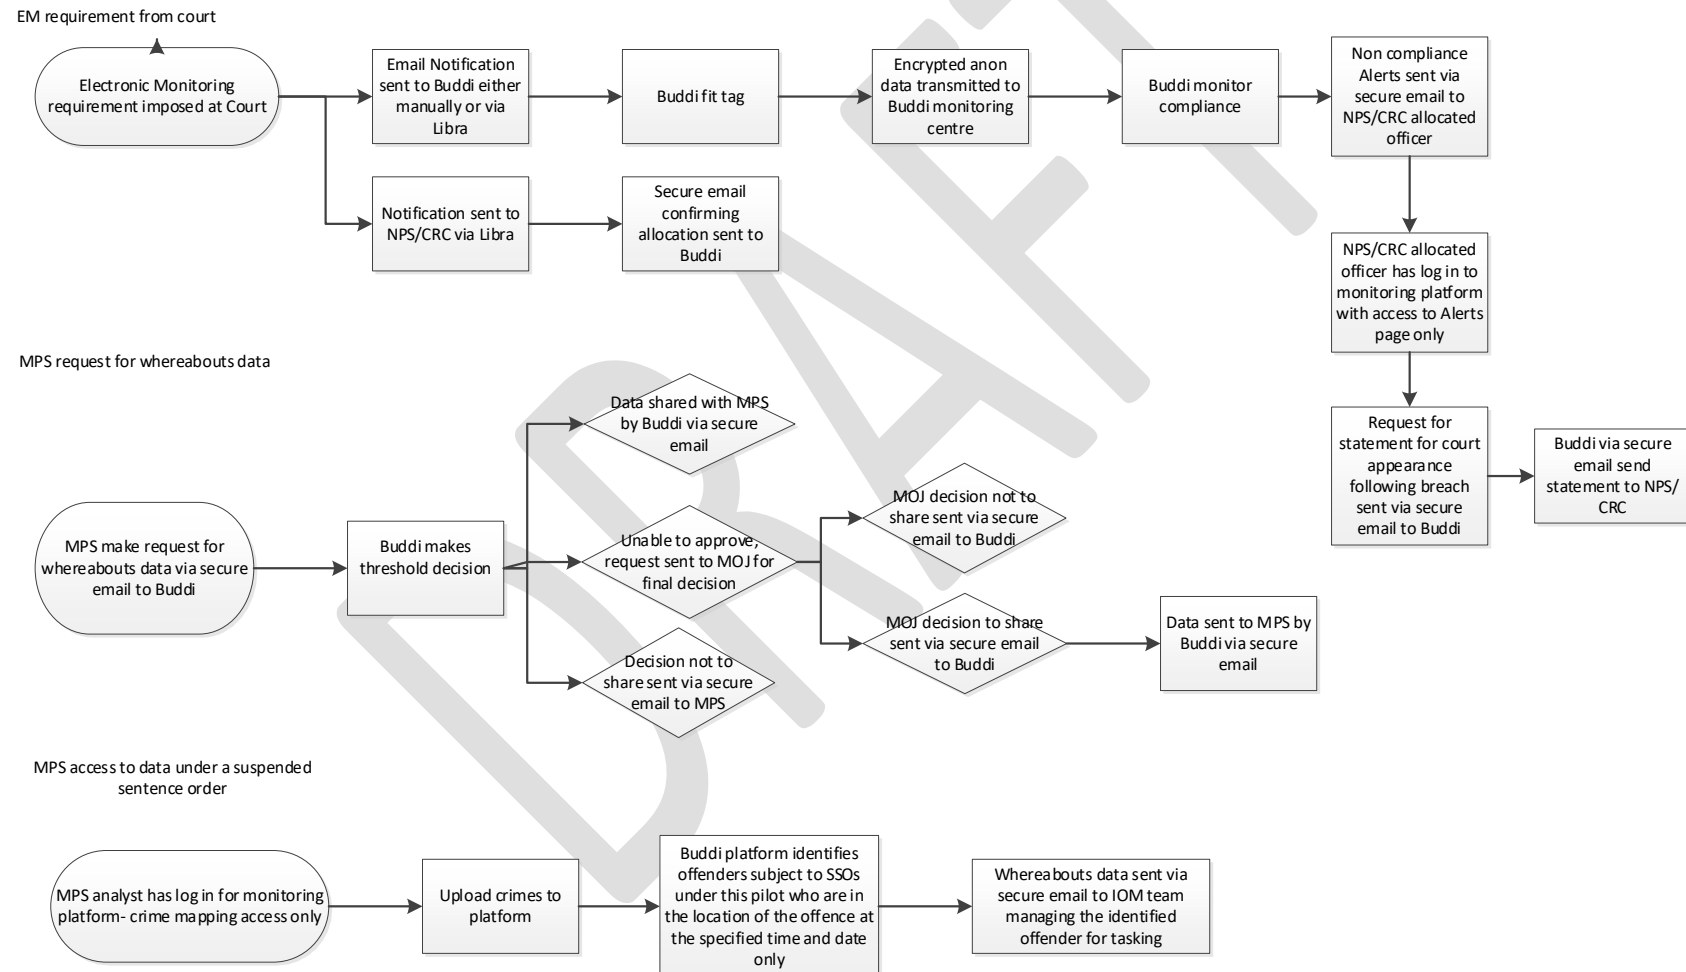 EM requirement from court
Electronic Monitoring
requirement imposed at Court
Email Notification
sent to Buddi either
manually or via
Libra
Buddi fit tag
Encrypted anon
data transmitted to
Buddi monitoring
centre
Buddi monitor
compliance
Non compliance
Alerts sent via
secure email to
NPS/CRC allocated
officer
Notification sent to
NPS/CRC via Libra
Secure email
confirming
allocation sent to
Buddi
NPS/CRC allocated
officer has log in to
monitoring platform
with access to Alerts
page only
Request for
statement for court
appearance
following breach
sent via secure
email to Buddi
Buddi via secure
email send
statement to NPS/
CRC
MPS request for whereabouts data
MPS make request for
whereabouts data via secure
email to Buddi
Buddi makes
threshold decision
Data shared with MPS
by Buddi via secure
email
Unable to approve,
request sent to MOJ for
final decision
Decision not to
share sent via secure
email to MPS
MOJ decision not to
share sent via secure
email to Buddi
MOJ decision to share
sent via secure email
to Buddi
Data sent to MPS by
Buddi via secure
email
MPS access to data under a suspended
sentence order
MPS analyst has log in for monitoring
platform- crime mapping access only
Upload crimes to
platform
Buddi platform identifies
offenders subject to SSOs
under this pilot who are in
the location of the offence at
the specified time and date
only
Whereabouts data sent via
secure email to IOM team
managing the identified
offender for tasking
DRAFT